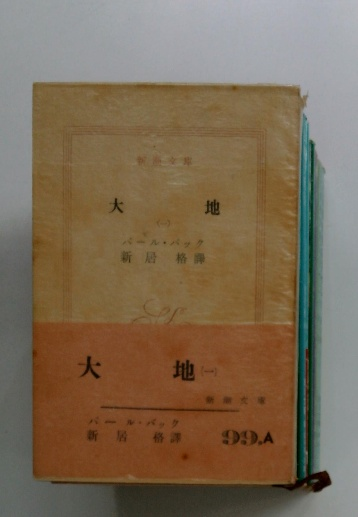 新潮文庫
大地
(一)
パール・バック
新居格譯
大地(一)
新潮文庫
パール・バック
新居格譯
99A